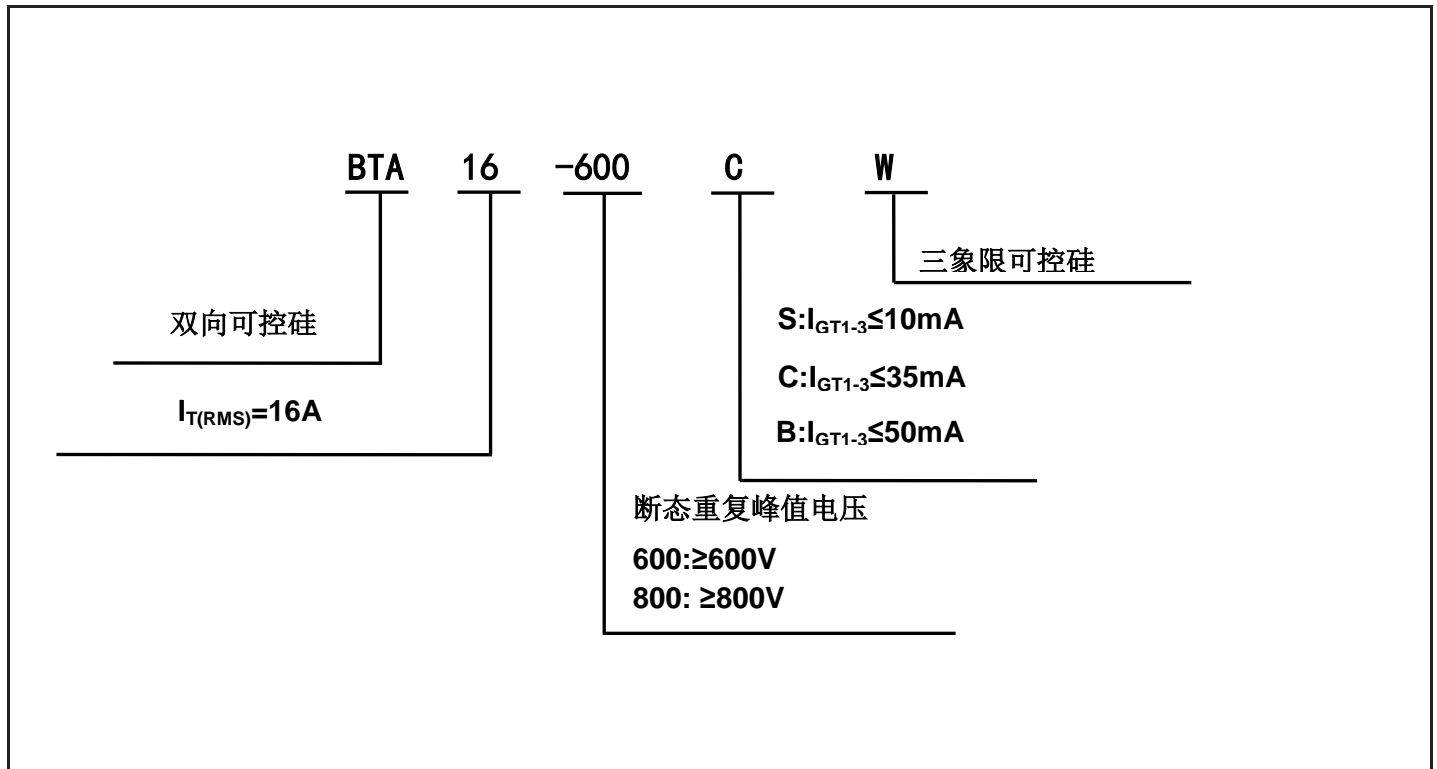 BTA 16 -600 C W
三象限可控硅
双向可控硅
S:IGT1-3≤10mA
C:IGT1-3≤35mA
IT(RMS)=16A
B:IGT1-3≤50mA
断态重复峰值电压
600:≥600V
800: ≥800V